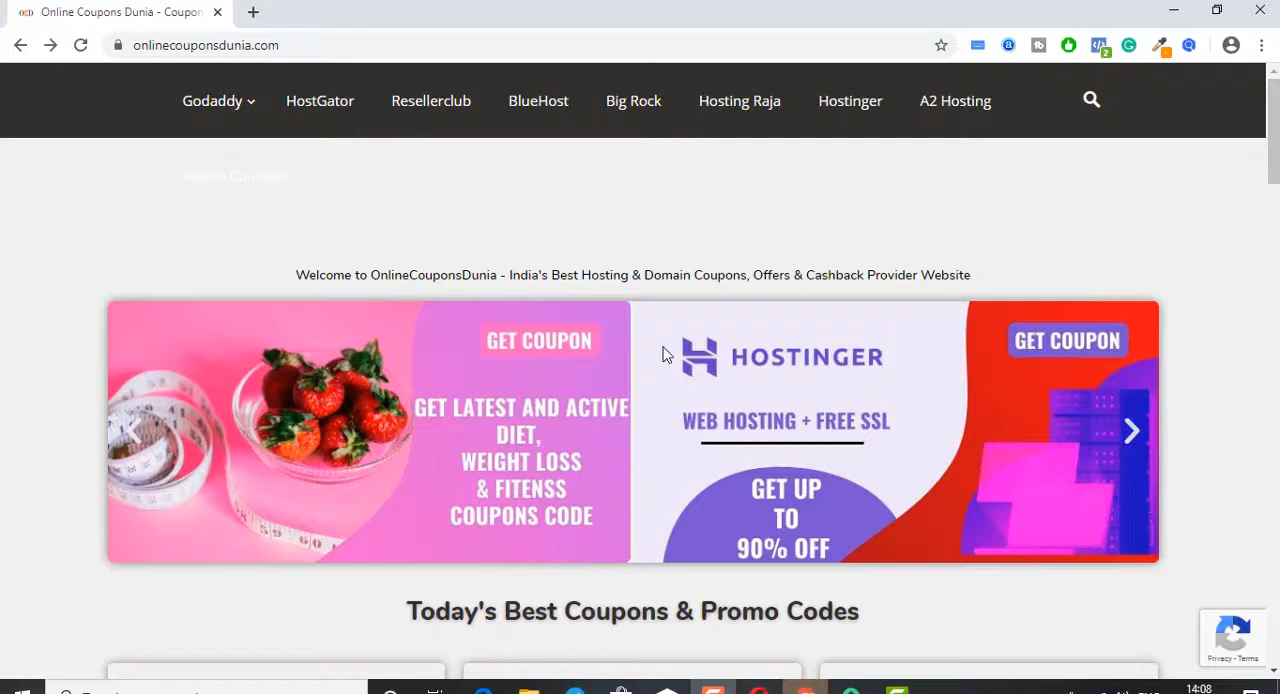 Online Coupons Dunia - Coupon
onlinecouponsdunia.com
2
Godaddy HostGator Resellerclub BlueHost Big Rock Hosting Raja Hostinger A2 Hosting
Welcome to OnlineCouponsDunia - India's Best Hosting & Domain Coupons, Offers & Cashback Provider Website
GET COUPON
GET LATEST AND ACTIVE
DIET,
WEIGHT LOSS
& FITENSS
COUPONS CODE
HOSTINGER
GET COUPON
WEB HOSTING + FREE SSL
GET UP
TO
90% OFF
Today's Best Coupons & Promo Codes
Privacy - Terms
14:08